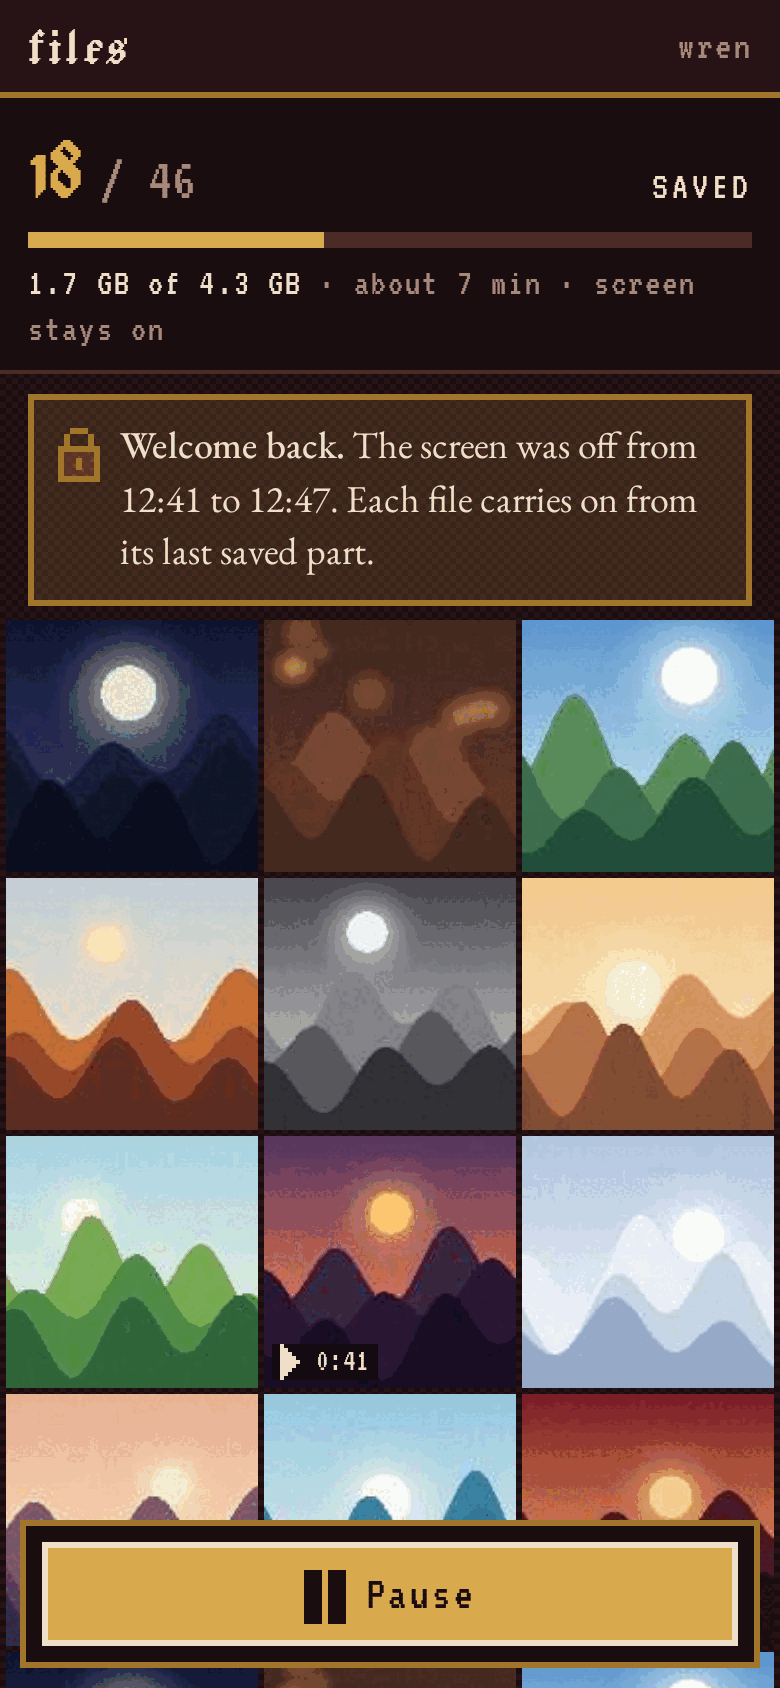 files
wren
18 / 46
SAVED
1.7 GB of 4.3 GB · about 7 min · screen
stays on
Welcome back. The screen was off from
12:41 to 12:47. Each file carries on from
its last saved part.
0:41
Pause